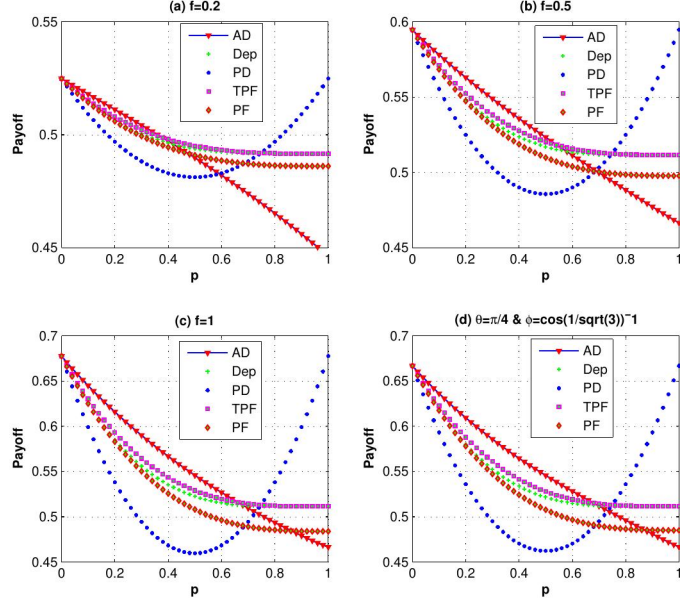 (a) f=0.2
0.55
0.5
0.45
Payoff
0 0.2 0.4 0.6 0.8 1
p
AD
Dep
PD
TPF
PF
(b) f=0.5
0.6
0.55
0.5
0.45
Payoff
0 0.2 0.4 0.6 0.8 1
p
AD
Dep
PD
TPF
PF
(c) f=1
0.7
0.65
0.6
0.55
0.5
0.45
Payoff
0 0.2 0.4 0.6 0.8 1
p
AD
Dep
PD
TPF
PF
(d) θ=π/4 & ϕ=cos(1/sqrt(3))⁻1
0.7
0.65
0.6
0.55
0.5
0.45
Payoff
0 0.2 0.4 0.6 0.8 1
p
AD
Dep
PD
TPF
PF